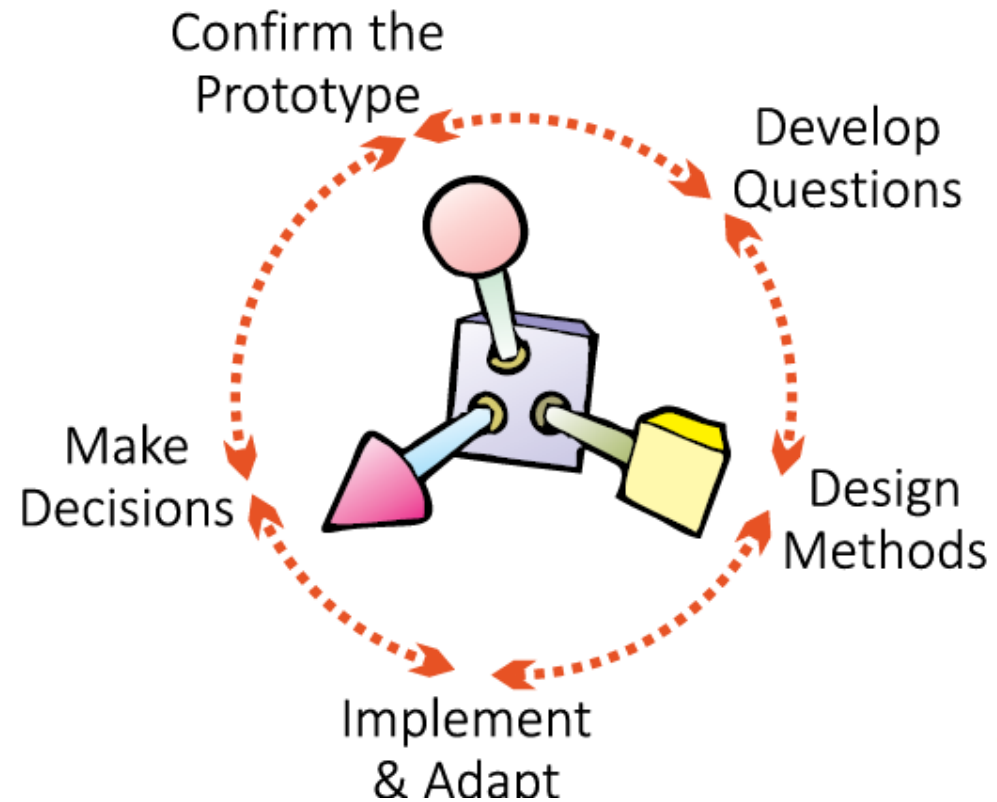 Confirm the
Prototype
Develop
Questions
Make
Decisions
Design
Methods
Implement
& Adapt